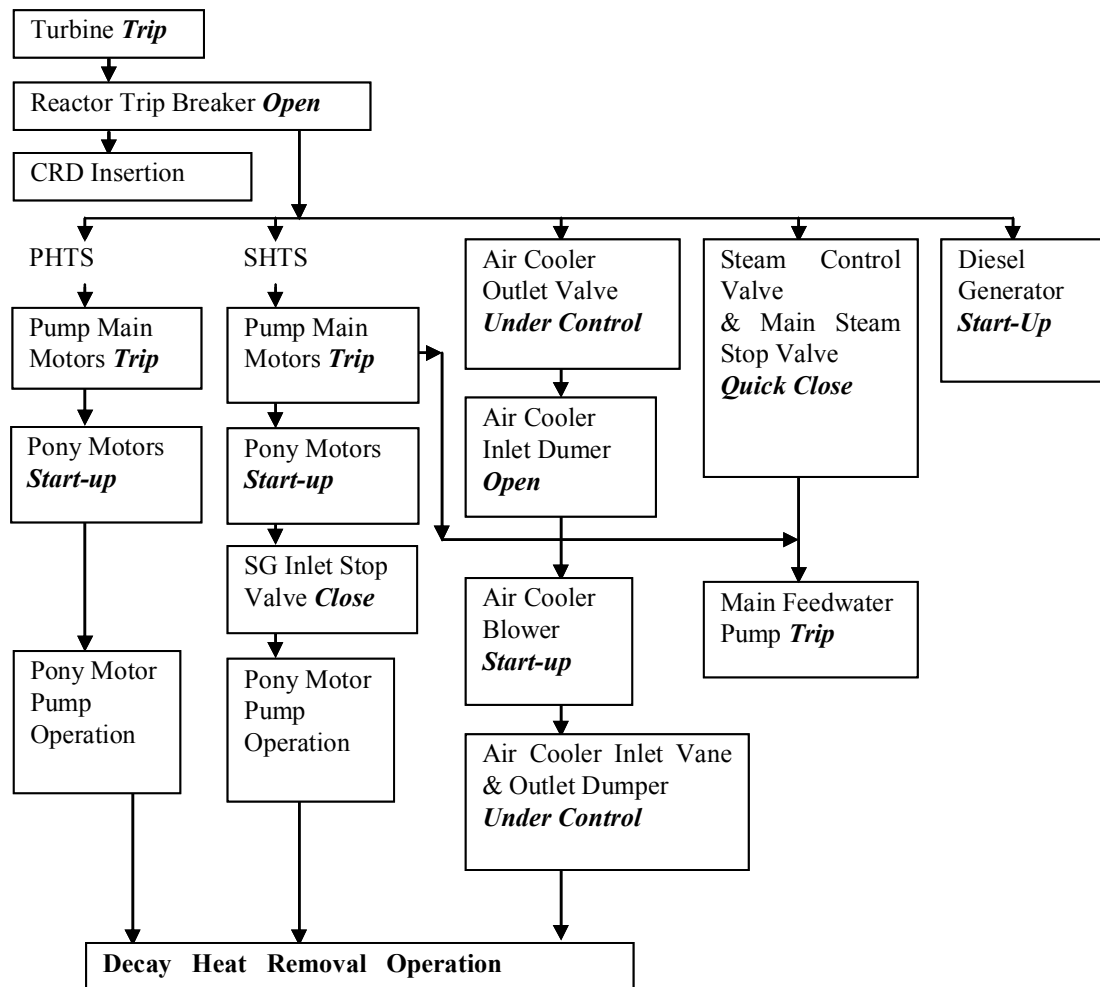 Turbine Trip
Reactor Trip Breaker Open
CRD Insertion
PHTS
Pump Main
Motors Trip
Pony Motors
Start-up
Pony Motor
Pump
Operation
SHTS
Pump Main
Motors Trip
Pony Motors
Start-up
SG Inlet Stop
Valve Close
Pony Motor
Pump
Operation
Air Cooler
Outlet Valve
Under Control
Air Cooler
Inlet Dumer
Open
Air Cooler
Blower
Start-up
Air Cooler Inlet Vane
& Outlet Dumper
Under Control
Steam Control
Valve
& Main Steam
Stop Valve
Quick Close
Main Feedwater
Pump Trip
Diesel
Generator
Start-Up
Decay Heat Removal Operation